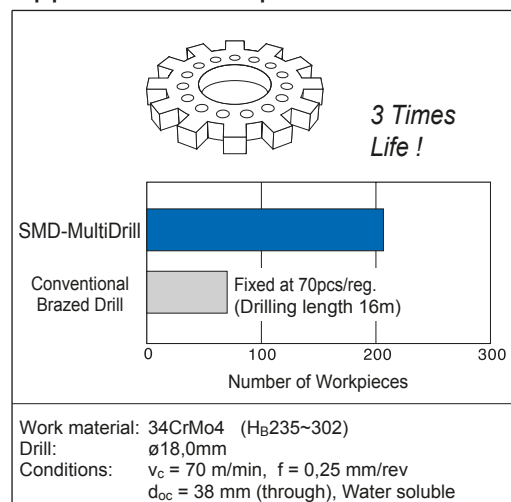 3 Times
Life !
SMD-MultiDrill
Conventional
Brazed Drill
Fixed at 70pcs/reg.
(Drilling length 16m)
0 100 200 300
Number of Workpieces
Work material: 34CrMo4 (HB235~302)
Drill: ø18,0mm
Conditions: vc = 70 m/min, f = 0,25 mm/rev
doc = 38 mm (through), Water soluble